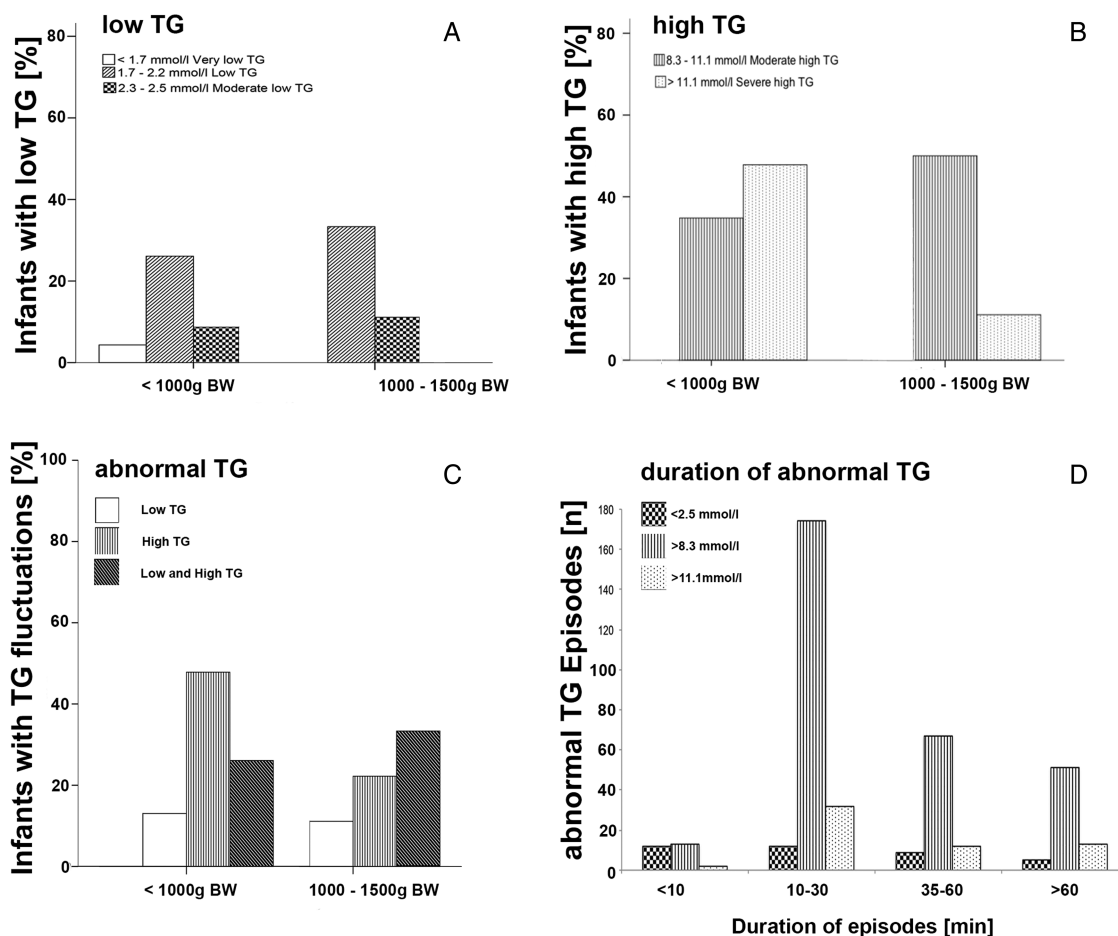 low TG
A
Infants with low TG [%]
80
60
40
20
0
< 1.7 mmol/l Very low TG
1.7 - 2.2 mmol/l Low TG
2.3 - 2.5 mmol/l Moderate low TG
< 1000g BW
1000 - 1500g BW
high TG
B
Infants with high TG [%]
80
60
40
20
0
8.3 - 11.1 mmol/l Moderate high TG
> 11.1 mmol/l Severe high TG
< 1000g BW
1000 - 1500g BW
abnormal TG
C
Infants with TG fluctuations [%]
100
80
60
40
20
0
Low TG
High TG
Low and High TG
< 1000g BW
1000 - 1500g BW
duration of abnormal TG
D
abnormal TG Episodes [n]
180
160
140
120
100
80
60
40
20
0
<2.5 mmol/l
>8.3 mmol/l
>11.1mmol/l
<10
10-30
35-60
>60
Duration of episodes [min]